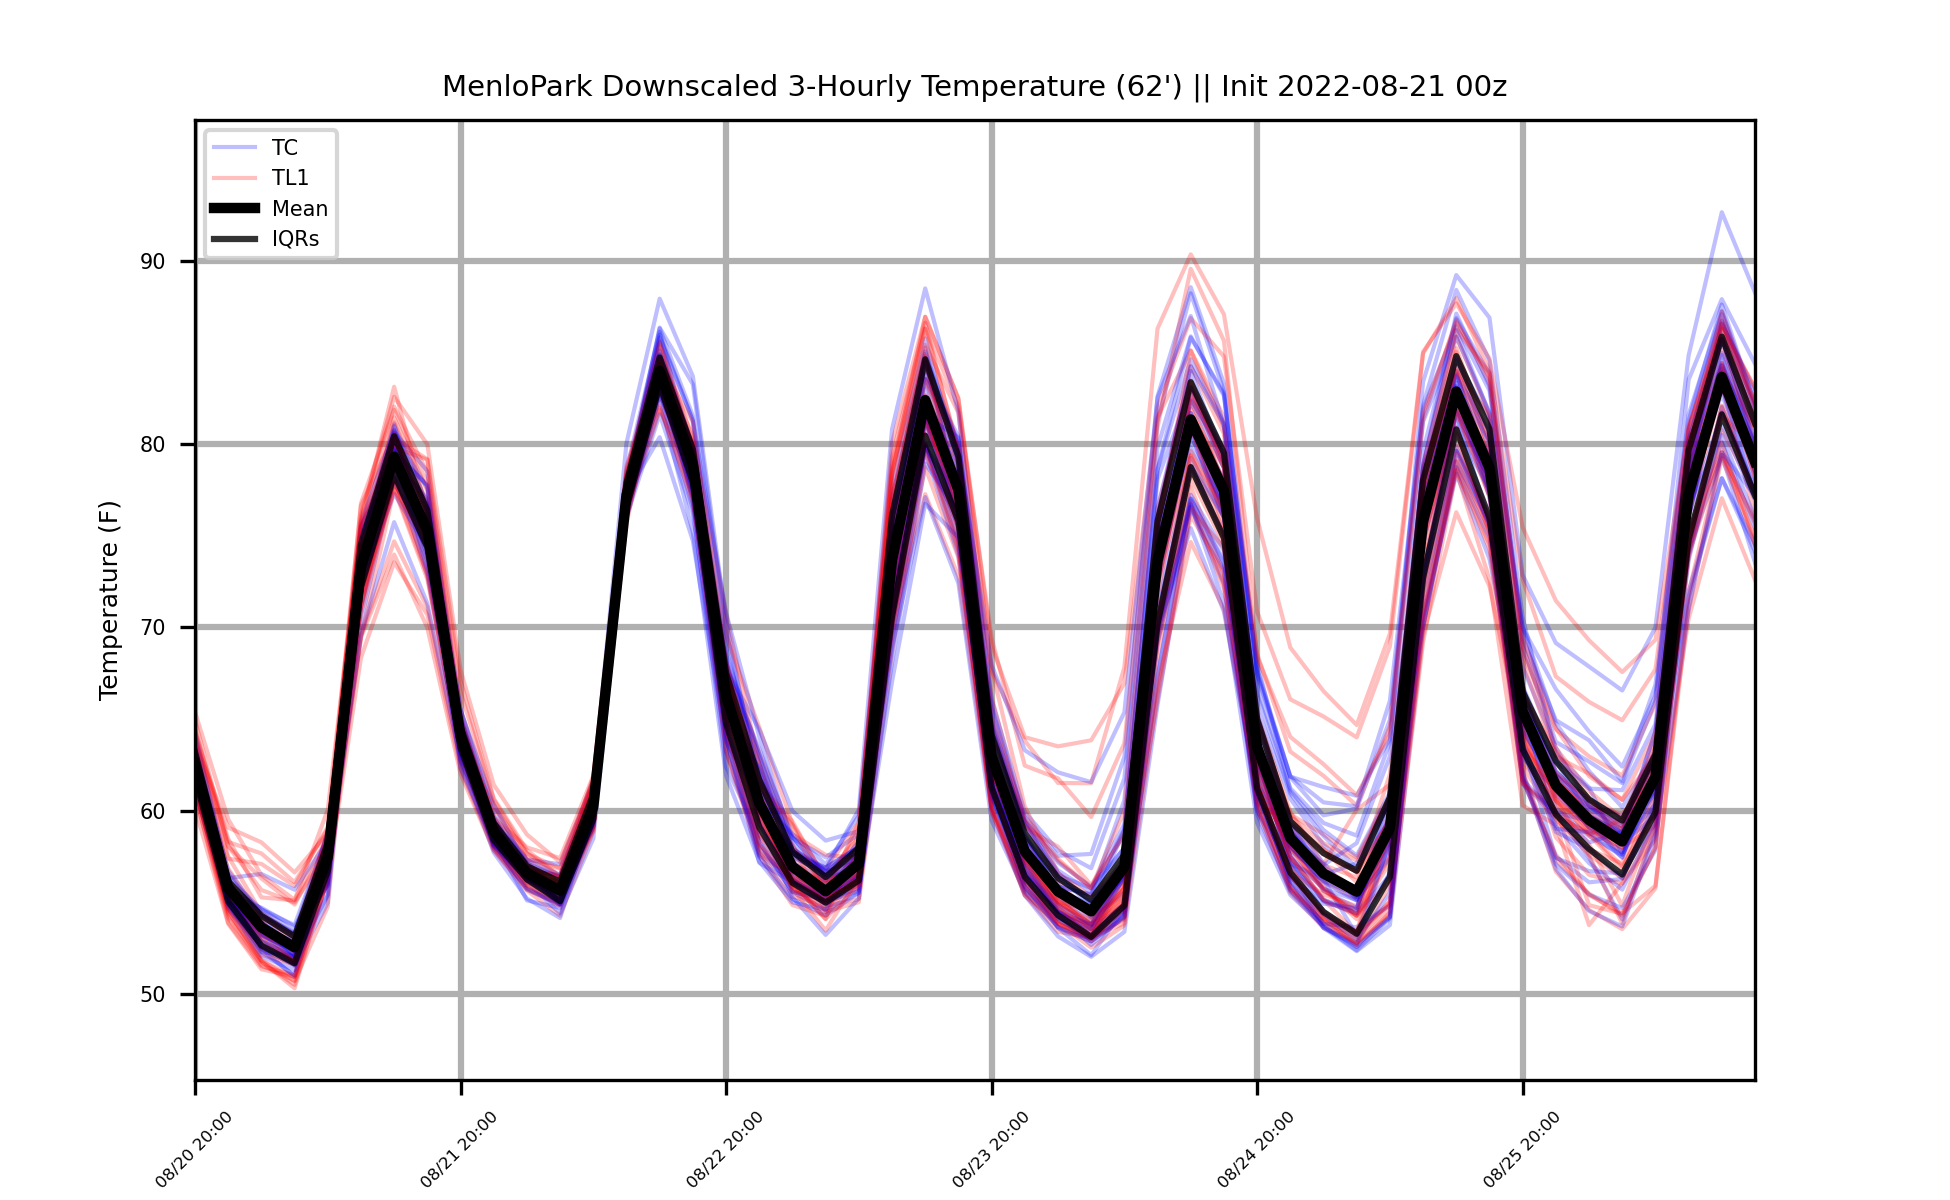 MenloPark Downscaled 3-Hourly Temperature (62') || Init 2022-08-21 00z
TC
TL1
Mean
IQRs
Temperature (F)
90
80
70
60
50
08/20 20:00
08/21 20:00
08/22 20:00
08/23 20:00
08/24 20:00
08/25 20:00